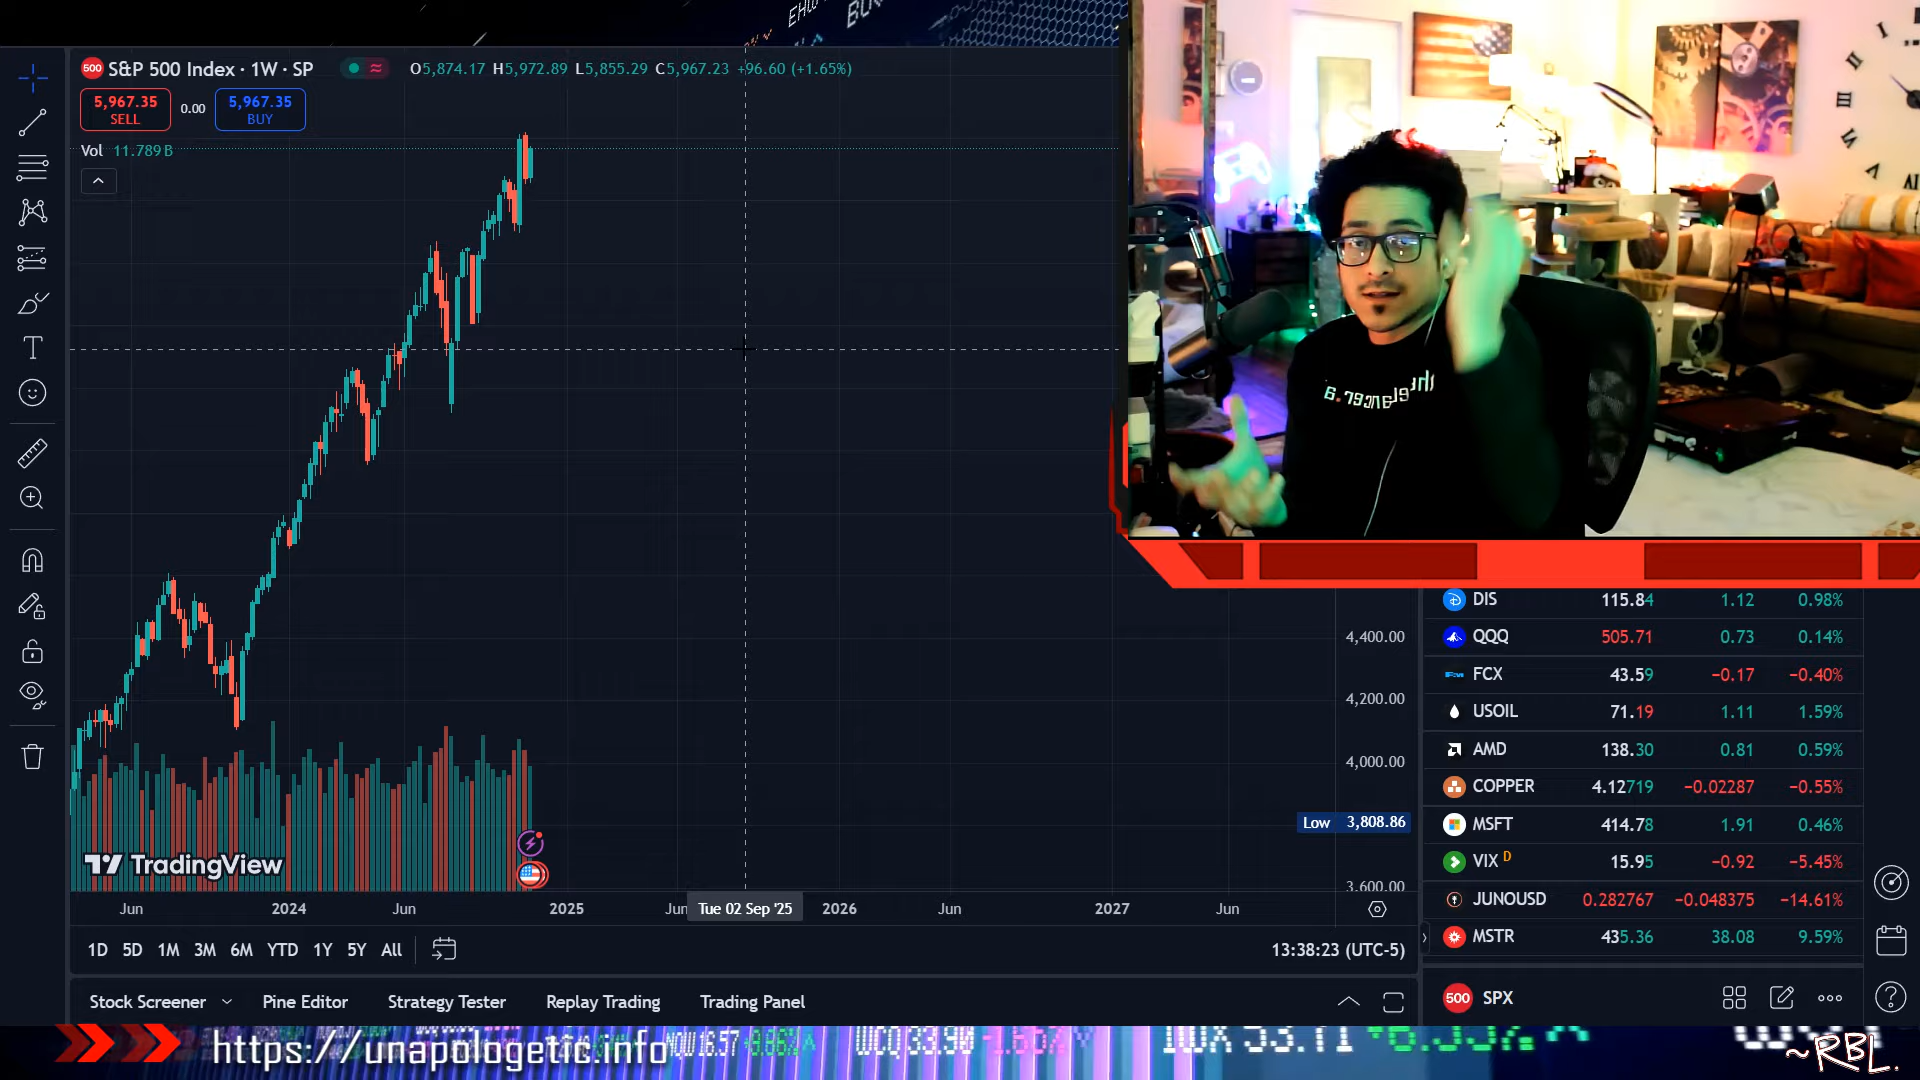 S&P 500 Index · 1W · SP
O5,874.17 H5,972.89 L5,855.29 C5,967.23 +96.60 (+1.65%)
5,967.35 0.00 5,967.35
SELL BUY
Vol 11.789B
DIS 115.84 1.12 0.98%
QQQ 505.71 0.73 0.14%
FCX 43.59 −0.17 −0.40%
USOIL 71.19 1.11 1.59%
AMD 138.30 0.81 0.59%
COPPER 4.12719 −0.02287 −0.55%
MSFT 414.78 1.91 0.46%
VIX D 15.95 −0.92 −5.45%
JUNOUSD 0.282767 −0.048375 −14.61%
MSTR 435.36 38.08 9.59%
4,400.00
4,200.00
4,000.00
Low 3,808.86
3,600.00
TradingView
Jun 2024 Jun 2025 Jun Tue 02 Sep '25 2026 Jun 2027 Jun
1D 5D 1M 3M 6M YTD 1Y 5Y All
13:38:23 (UTC-5)
Stock Screener Pine Editor Strategy Tester Replay Trading Trading Panel
500 SPX
https://unapologetic.info
~RBL.